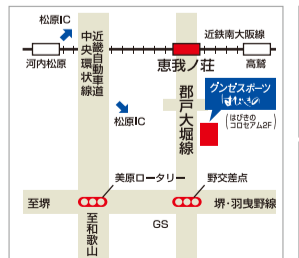 松原IC
近鉄南大阪線
河内松原
恵我ノ荘
高鷲
近畿自動車道
中央環状線
郡戸大堀線
グンゼスポーツ
はびきの
(はびきの
コロセアム2F)
松原IC
美原ロータリー
野交差点
至堺
堺・羽曳野線
至和歌山
GS